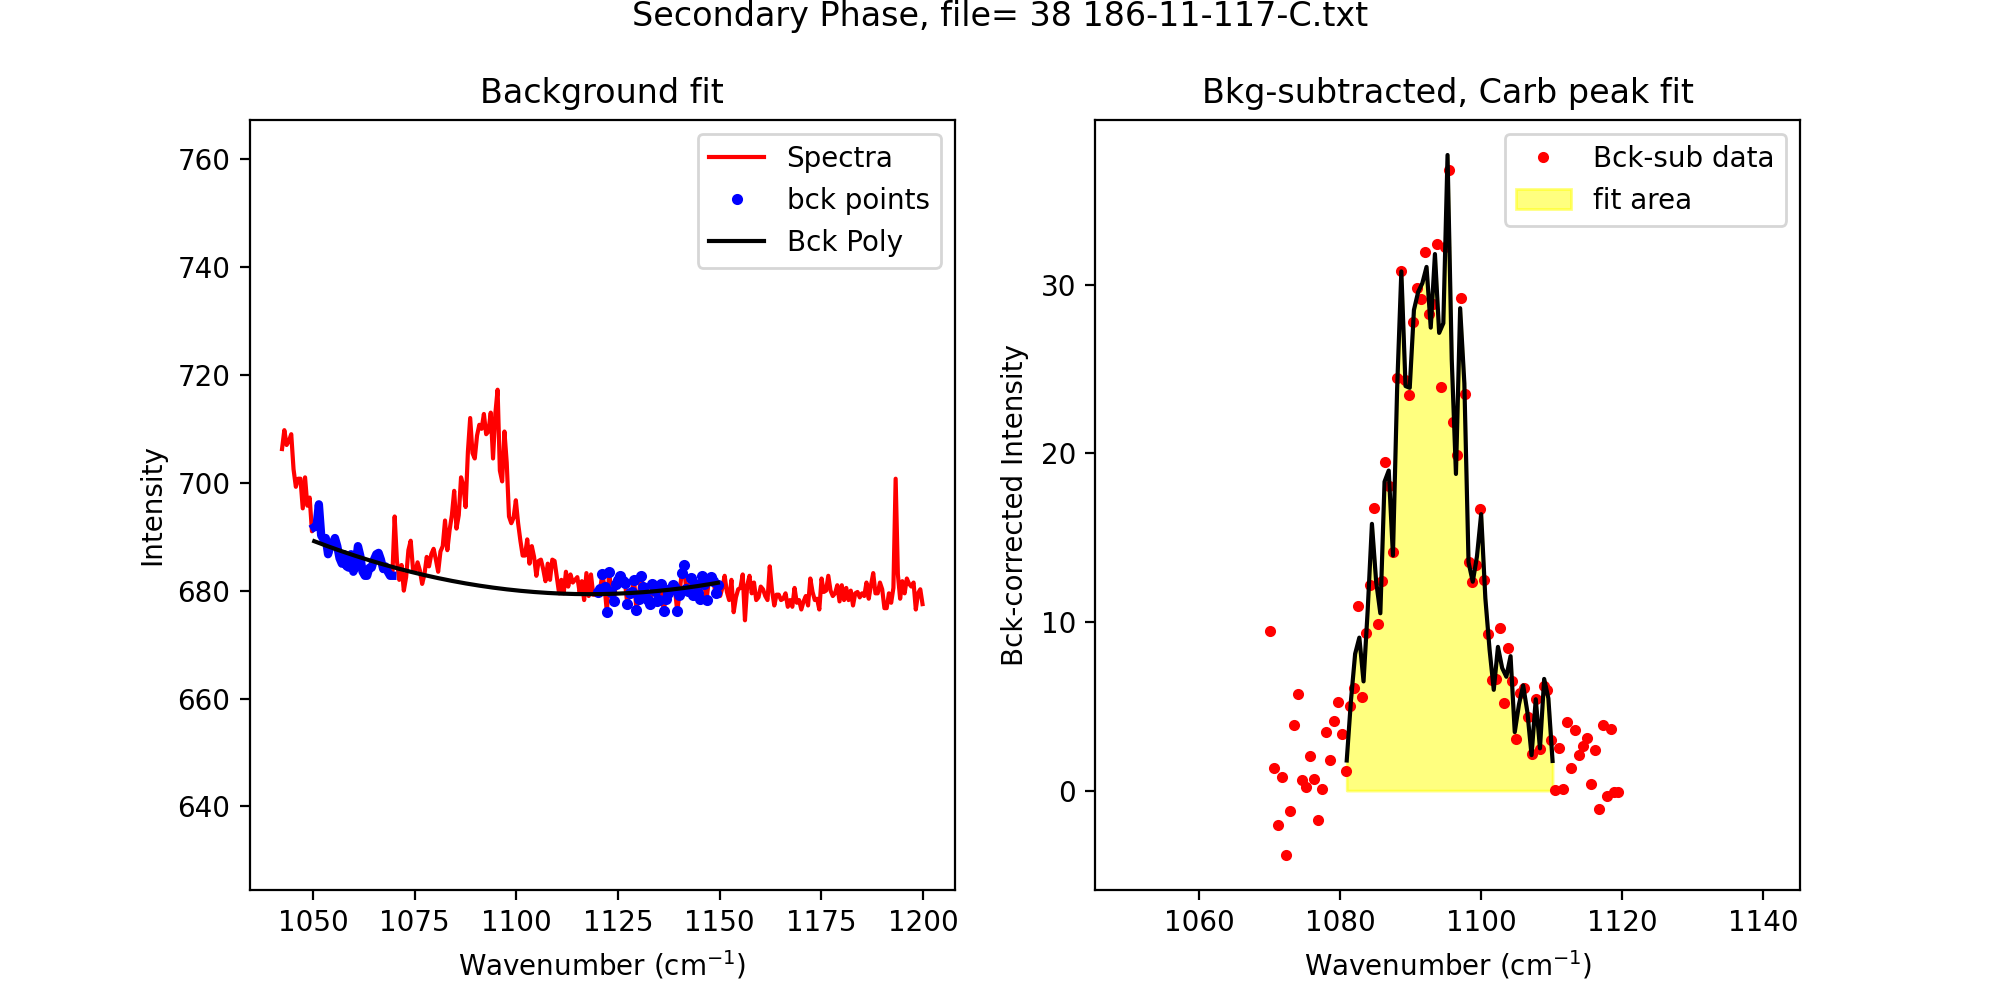 Secondary Phase, file= 38 186-11-117-C.txt
Background fit
760
740
720
700
680
660
640
Intensity
Spectra
bck points
Bck Poly
1050 1075 1100 1125 1150 1175 1200
Wavenumber (cm⁻¹)
Bkg-subtracted, Carb peak fit
30
20
10
0
Bck-corrected Intensity
Bck-sub data
fit area
1060 1080 1100 1120 1140
Wavenumber (cm⁻¹)